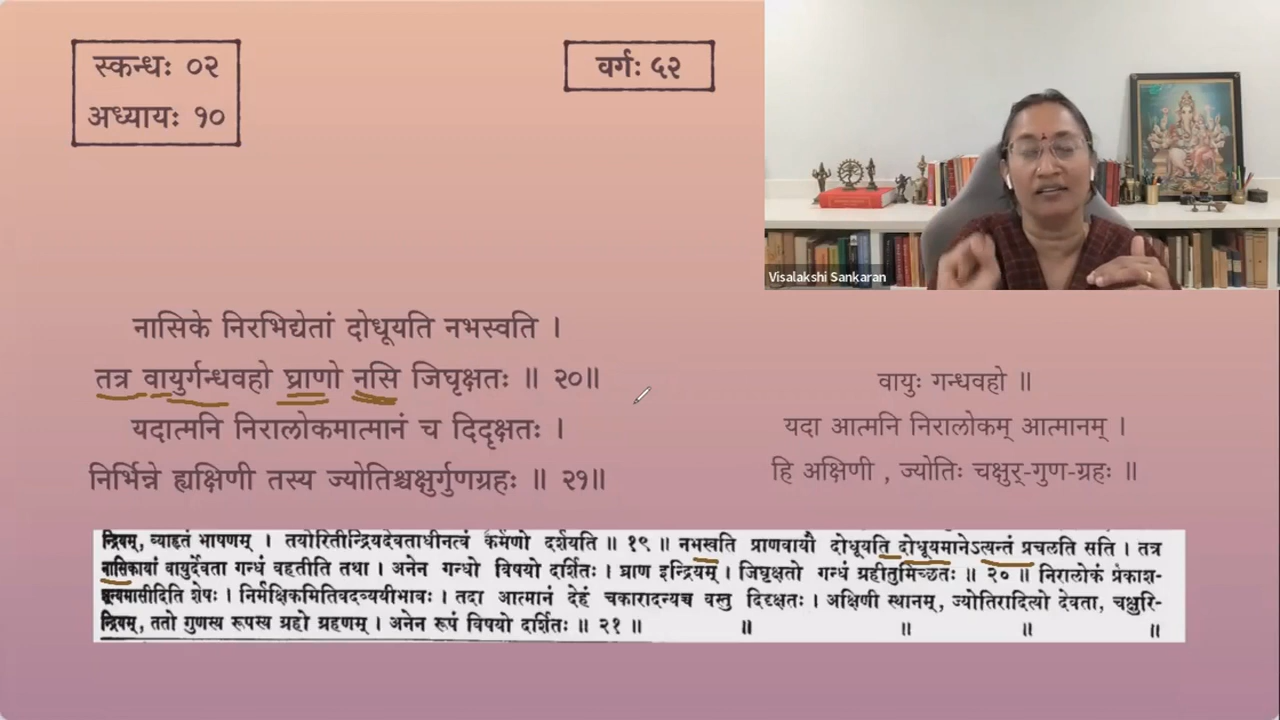 स्कन्धः ०२
अध्यायः १०
वर्गः ५२
Visalakshi Sankaran
नासिके निरभिद्येतां दोधूयति नभस्वति ।
तत्र वायुर्गन्धवहो घ्राणो नसि जिघृक्षतः ॥ २०॥
यदात्मनि निरालोकमात्मानं च दिदृक्षतः ।
निर्भिन्ने ह्यक्षिणी तस्य ज्योतिश्चक्षुर्गुणग्रहः ॥ २१॥
वायुः गन्धवहो ॥
यदा आत्मनि निरालोकम् आत्मानम् ।
हि अक्षिणी , ज्योतिः चक्षुर्-गुण-ग्रहः ॥
न्द्रियम्, व्याहृतं भाषणम् । तयोरितीन्द्रियदेवताधीनत्वं कर्मणो दर्शयति ॥ १९ ॥ नभस्वति प्राणवायौ दोधूयति दोधूयमानेऽत्यन्तं प्रचलति सति । तत्र
नासिकायां वायुर्देवता गन्धं वहतीति तथा । अनेन गन्धो विषयो दर्शितः । घ्राण इन्द्रियम् । जिघृक्षतो गन्धं ग्रहीतुमिच्छतः ॥ २० ॥ निरालोकं प्रकाश-
शून्यमासीदिति शेषः । निर्मक्षिकमितिवदव्ययीभावः । तदा आत्मानं देहं चकारादन्यच्च वस्तु दिदृक्षतः । अक्षिणी स्थानम्, ज्योतिरादित्यो देवता, चक्षुरि-
न्द्रियम्, ततो गुणस्य रूपस्य ग्रहो ग्रहणम् । अनेन रूपं विषयो दर्शितः ॥ २१ ॥ ॥ ॥ ॥ ॥